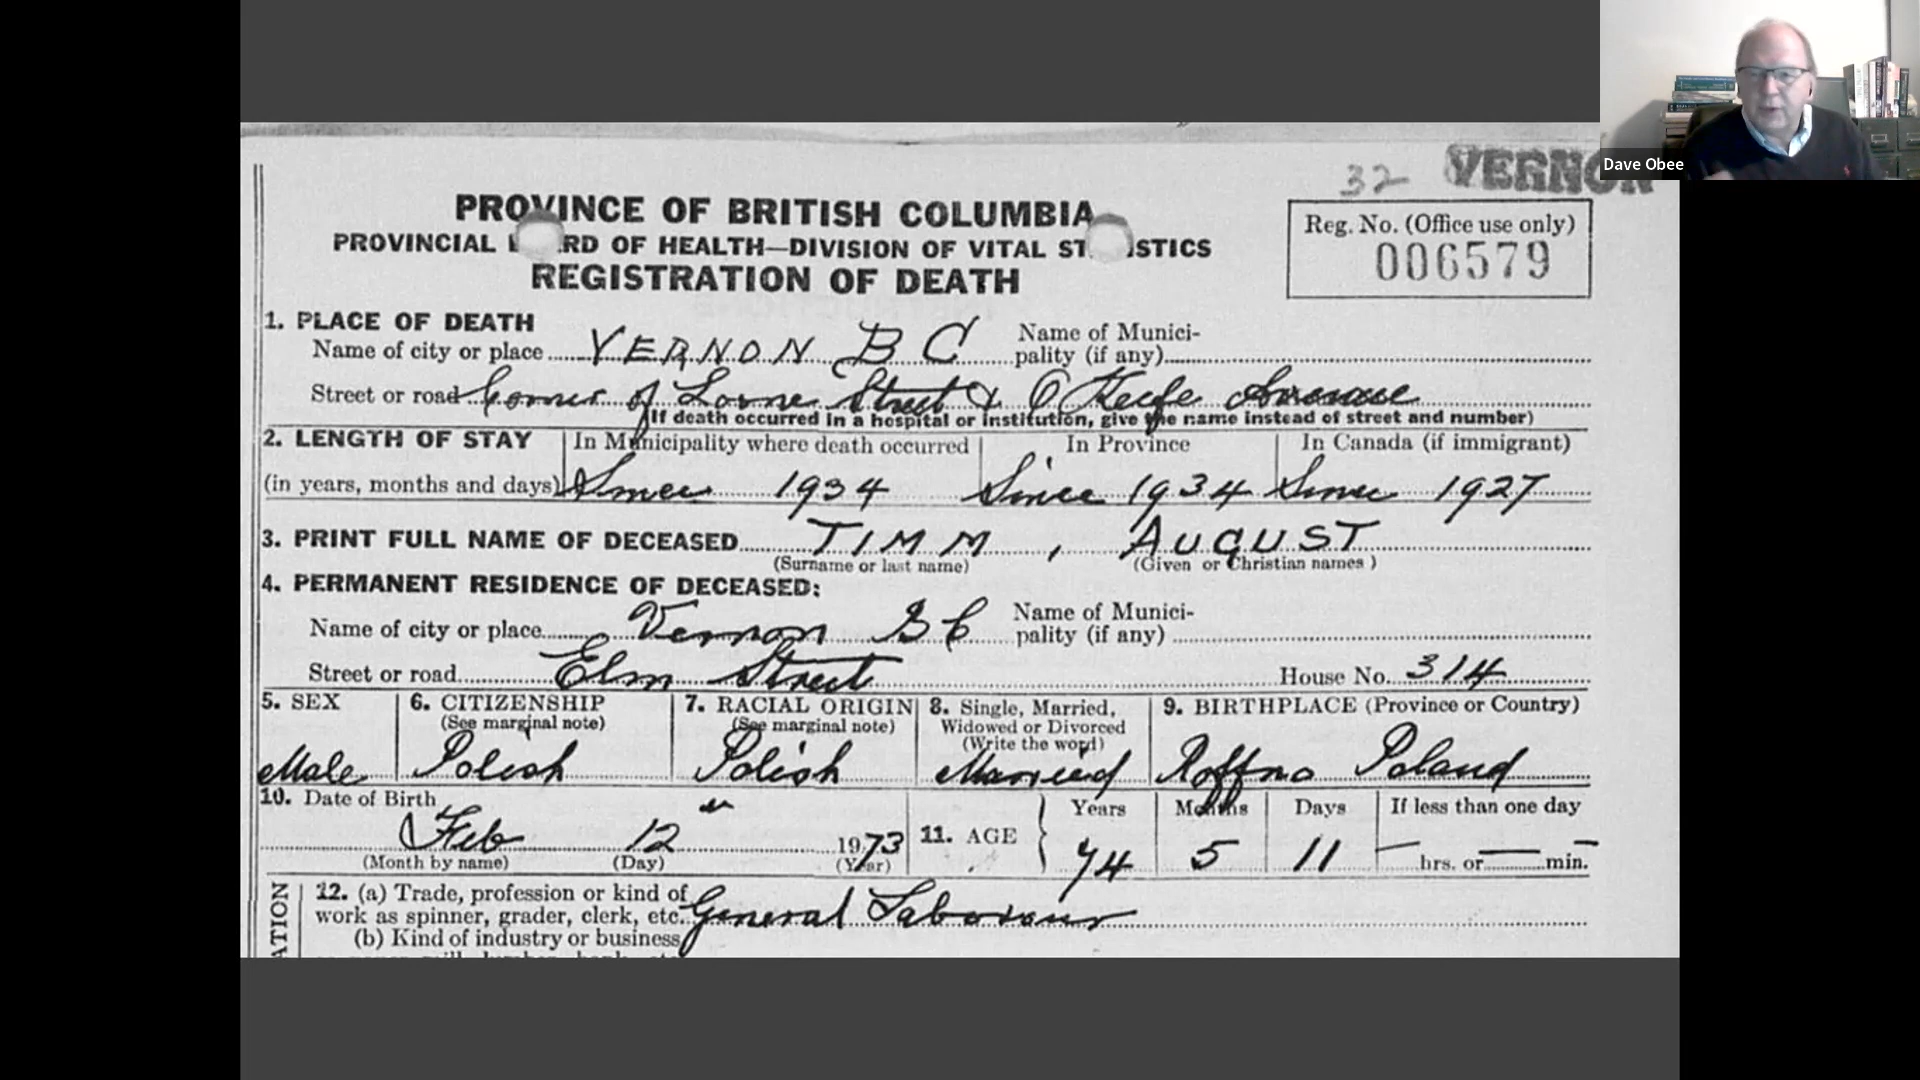 Dave Obee
32 VERNON
PROVINCE OF BRITISH COLUMBIA
PROVINCIAL RD OF HEALTH—DIVISION OF VITAL ST ISTICS
REGISTRATION OF DEATH
Reg. No. (Office use only)
006579
1. PLACE OF DEATH
Name of city or place VERNON B C Name of Munici-
pality (if any)
Street or road Corner of Lorne Street & O'Keefe Avenue
(If death occurred in a hospital or institution, give the name instead of street and number)
2. LENGTH OF STAY In Municipality where death occurred In Province In Canada (if immigrant)
(in years, months and days) Since 1934 Since 1934 Since 1927
3. PRINT FULL NAME OF DECEASED TIMM , AUGUST
(Surname or last name) (Given or Christian names)
4. PERMANENT RESIDENCE OF DECEASED:
Name of city or place Vernon B C Name of Munici-
pality (if any)
Street or road Elm Street House No. 314
5. SEX 6. CITIZENSHIP 7. RACIAL ORIGIN 8. Single, Married, 9. BIRTHPLACE (Province or Country)
(See marginal note) (See marginal note) Widowed or Divorced
(Write the word)
Male Polish Polish Married Poland
10. Date of Birth Years Months Days If less than one day
Feb 12 1973 11. AGE 74 5 11 hrs. or min.
(Month by name) (Day) (Year)
12. (a) Trade, profession or kind of
work as spinner, grader, clerk, etc. General Labourer
(b) Kind of industry or business
ATION